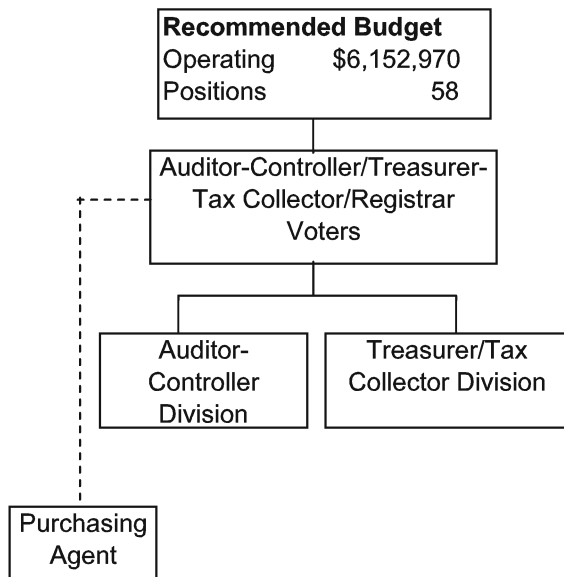 Recommended Budget
Operating $6,152,970
Positions 58
Auditor-Controller/Treasurer-
Tax Collector/Registrar
Voters
Auditor-
Controller
Division
Treasurer/Tax
Collector Division
Purchasing
Agent